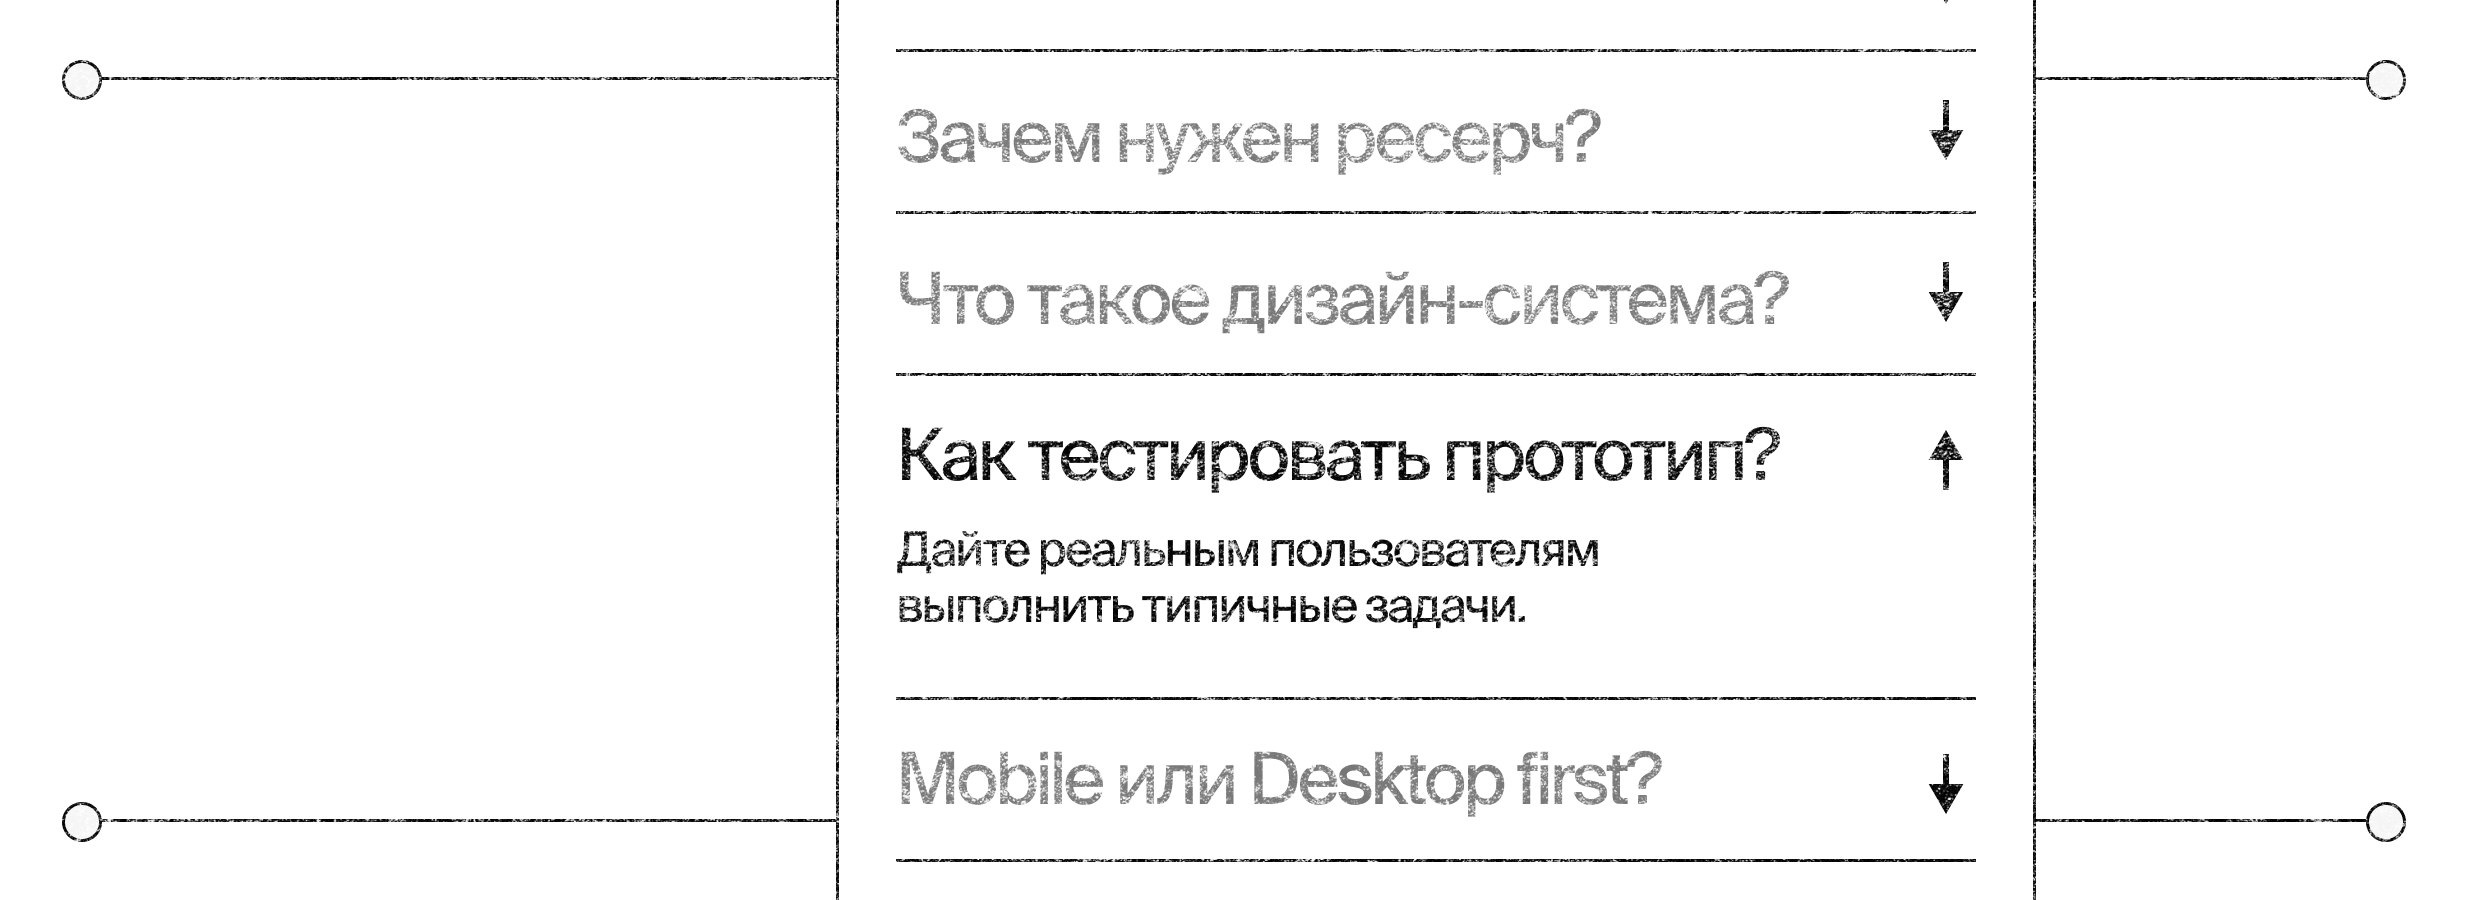 Зачем нужен ресерч?
Что такое дизайн-система?
Как тестировать прототип?
Дайте реальным пользователям
выполнить типичные задачи.
Mobile или Desktop first?